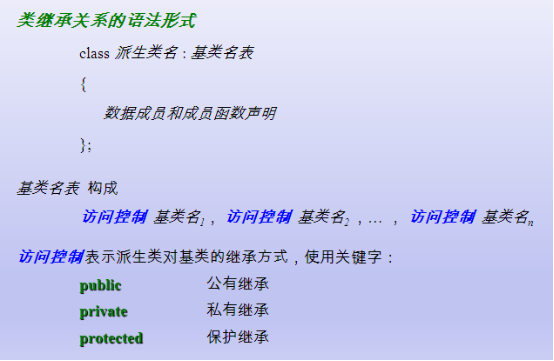 类继承关系的语法形式
class 派生类名 : 基类名表
{
数据成员和成员函数声明
};
基类名表 构成
访问控制 基类名1 , 访问控制 基类名2 , … , 访问控制 基类名n
访问控制表示派生类对基类的继承方式，使用关键字：
public 公有继承
private 私有继承
protected 保护继承